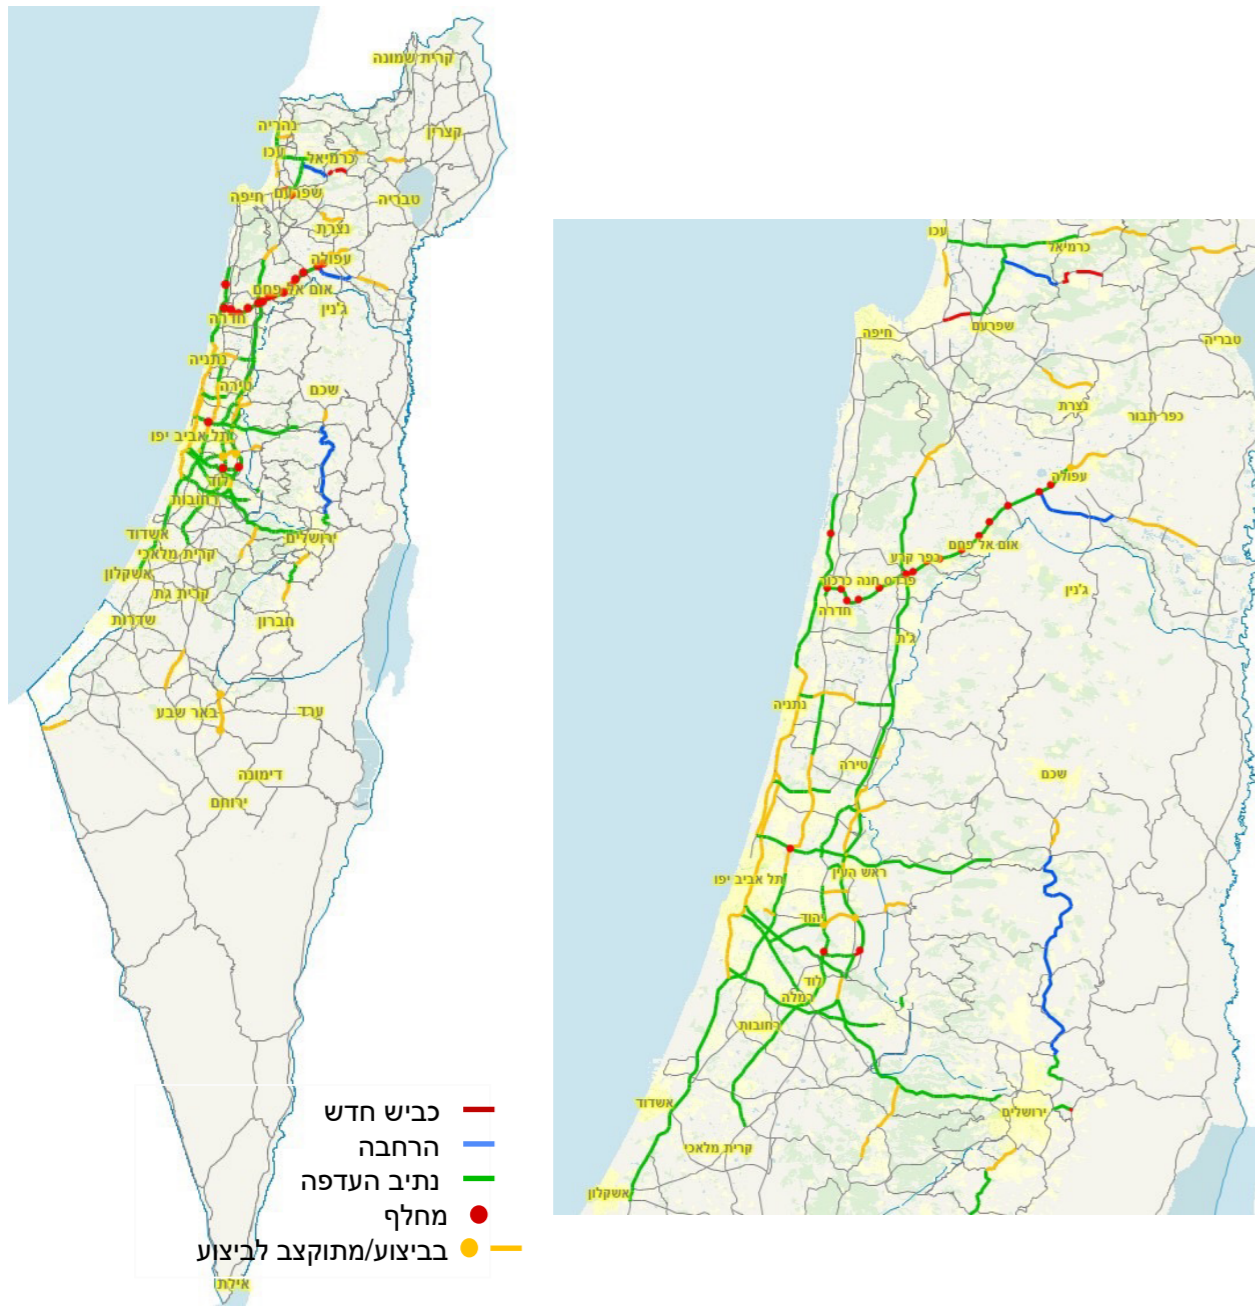 קרית שמונה
נהריה
קצרין
עכו
כרמיאל
שפרעם
חיפה
טבריה
נצרת
עפולה
אום אל פחם
ג'נין
חדרה
נתניה
טירה
שכם
תל אביב יפו
לוד
רחובות
אשדוד
ירושלים
קרית מלאכי
אשקלון
קרית גת
שדרות
חברון
באר שבע
ערד
דימונה
ירוחם
אילת
כביש חדש
הרחבה
נתיב העדפה
מחלף
בביצוע/מתוקצב לביצוע
עכו
כרמיאל
שפרעם
חיפה
טבריה
נצרת
כפר תבור
עפולה
אום אל פחם
כפר קרע
פרדס חנה כרכור
ג'נין
חדרה
ג'ת
נתניה
טירה
שכם
ראש העין
תל אביב יפו
יהוד
לוד
רמלה
רחובות
אשדוד
ירושלים
קרית מלאכי
אשקלון